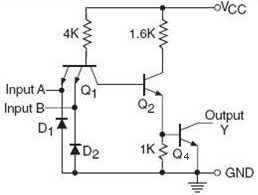 VCC
4K
1.6K
Input A
Q1
Input B
Q2
Output
Y
D1
D2
1K
Q4
GND